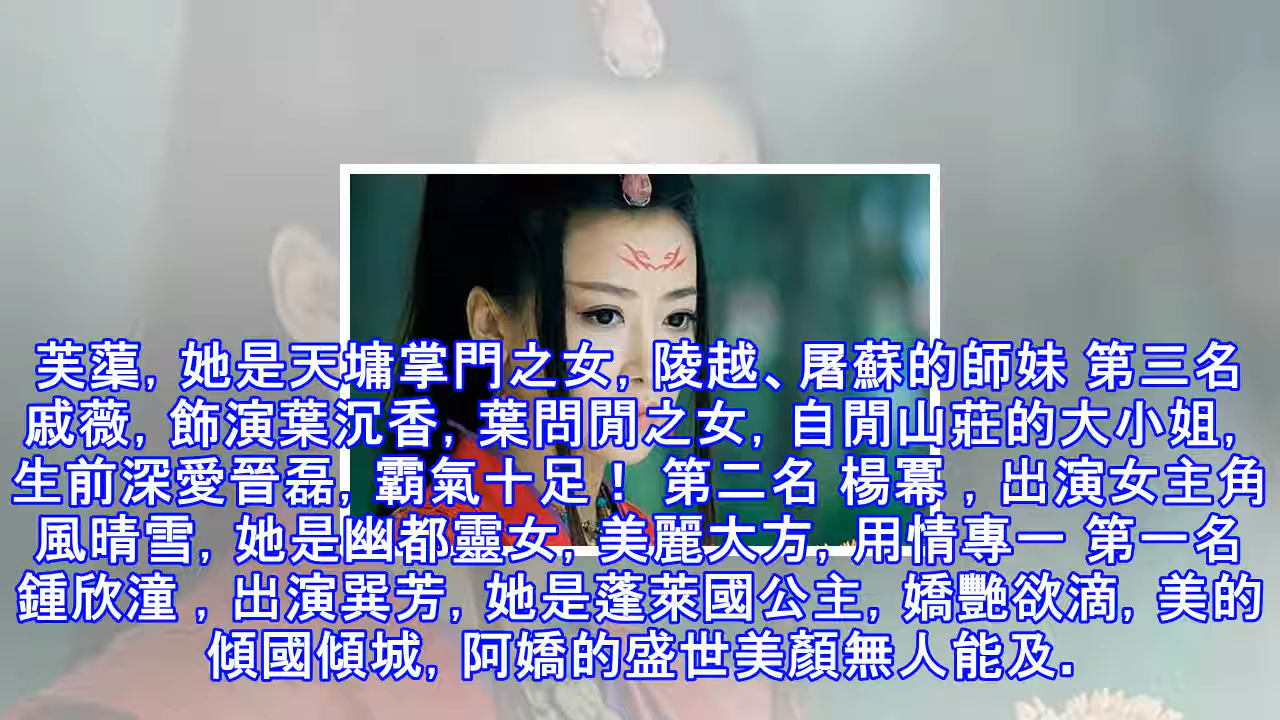 芙蕖, 她是天墉掌門之女, 陵越、屠蘇的師妹 第三名
戚薇, 飾演葉沉香, 葉問閒之女, 自閒山莊的大小姐,
生前深愛晉磊, 霸氣十足！ 第二名 楊冪 , 出演女主角
風晴雪, 她是幽都靈女, 美麗大方, 用情專一 第一名
鍾欣潼 , 出演巽芳, 她是蓬萊國公主, 嬌艷欲滴, 美的
傾國傾城, 阿嬌的盛世美顏無人能及.